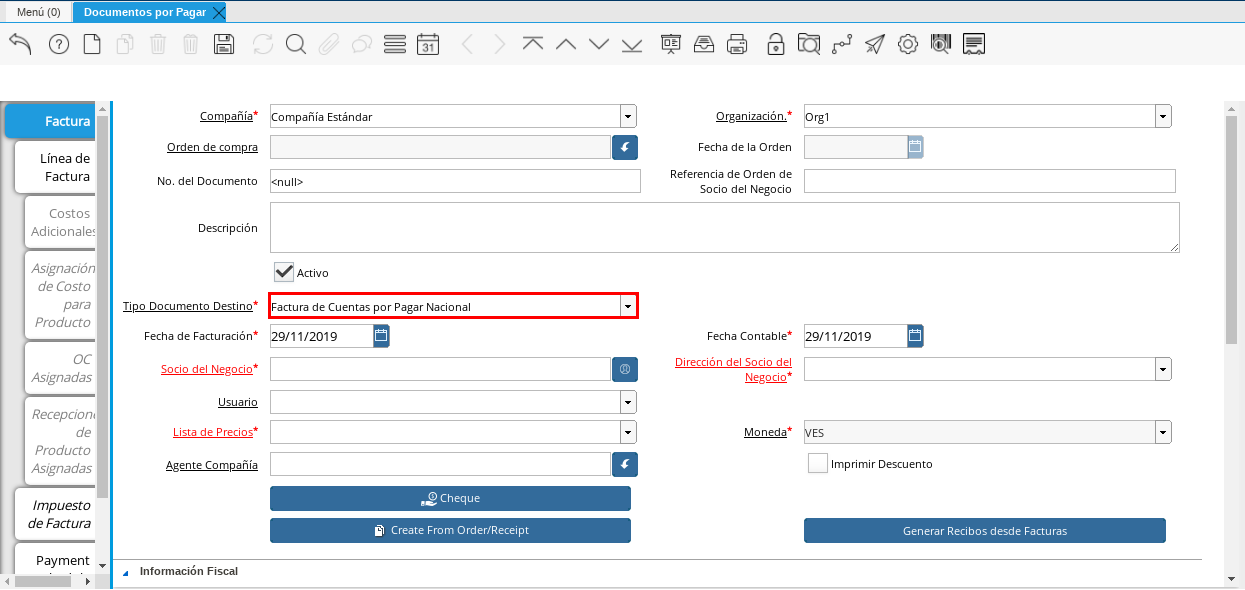 Menú (0)
Documentos por Pagar
31
Factura
Línea de
Factura
Costos
Adicionales
Asignación
de Costo
para
Producto
OC
Asignadas
Recepcione
de
Producto
Asignadas
Impuesto
de Factura
Payment
Compañía* Compañía Estándar
Organización.* Org1
Orden de compra
Fecha de la Orden
No. del Documento <null>
Referencia de Orden de
Socio del Negocio
Descripción
Activo
Tipo Documento Destino* Factura de Cuentas por Pagar Nacional
Fecha de Facturación* 29/11/2019
Fecha Contable* 29/11/2019
Socio del Negocio*
Dirección del Socio del
Negocio*
Usuario
Lista de Precios*
Moneda* VES
Agente Compañía
Imprimir Descuento
Cheque
Create From Order/Receipt
Generar Recibos desde Facturas
Información Fiscal